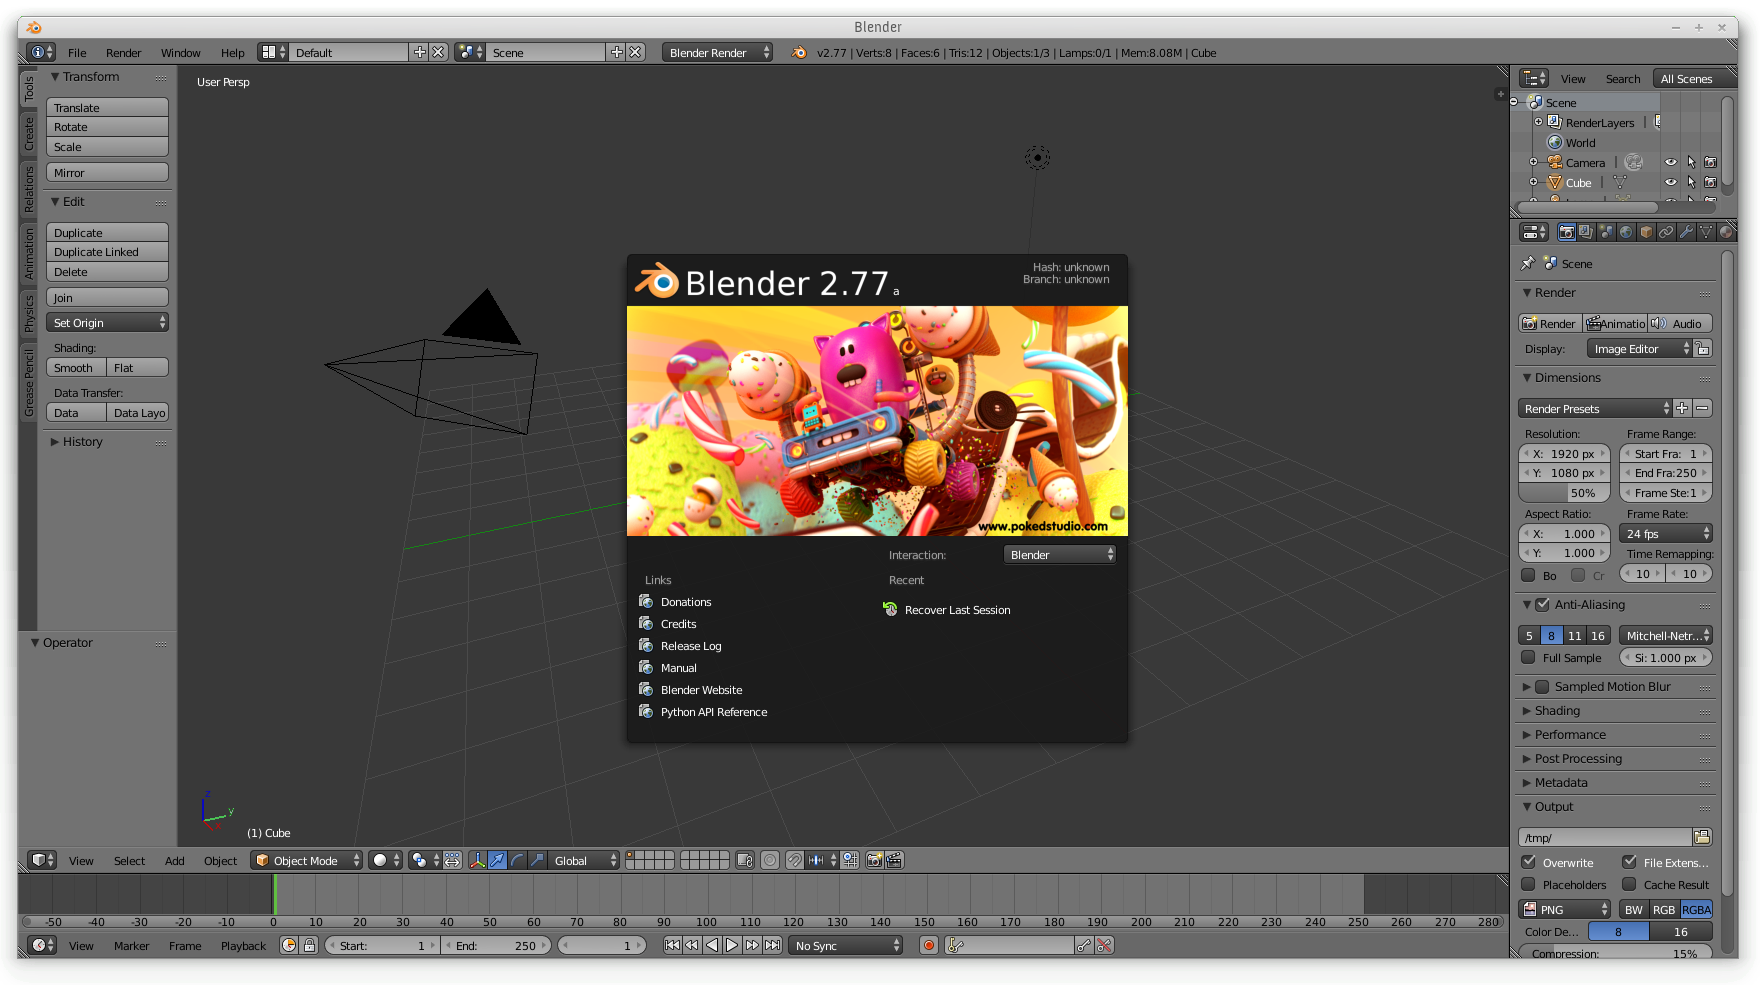 Blender
File Render Window Help Default Scene Blender Render v2.77 | Verts:8 | Faces:6 | Tris:12 | Objects:1/3 | Lamps:0/1 | Mem:8.08M | Cube
Tools
Create
Relations
Animation
Physics
Grease Pencil
Transform
Translate
Rotate
Scale
Mirror
Edit
Duplicate
Duplicate Linked
Delete
Join
Set Origin
Shading:
Smooth Flat
Data Transfer:
Data Data Layo
History
Operator
User Persp
Blender 2.77 a
Hash: unknown
Branch: unknown
www.pokedstudio.com
Interaction: Blender
Links
Donations
Credits
Release Log
Manual
Blender Website
Python API Reference
Recent
Recover Last Session
z
y
x
(1) Cube
View Select Add Object Object Mode Global
-50 -40 -30 -20 -10 0 10 20 30 40 50 60 70 80 90 100 110 120 130 140 150 160 170 180 190 200 210 220 230 240 250 260 270 280
View Marker Frame Playback Start: 1 End: 250 1 No Sync
View Search All Scenes
Scene
RenderLayers |
World
Camera |
Cube |
Scene
Render
Render Animatio Audio
Display: Image Editor
Dimensions
Render Presets
Resolution: Frame Range:
X: 1920 px Start Fra: 1
Y: 1080 px End Fra:250
50% Frame Ste:1
Aspect Ratio: Frame Rate:
X: 1.000 24 fps
Y: 1.000 Time Remapping:
Bo Cr 10 10
Anti-Aliasing
5 8 11 16 Mitchell-Netr...
Full Sample Si: 1.000 px
Sampled Motion Blur
Shading
Performance
Post Processing
Metadata
Output
/tmp/
Overwrite File Extens...
Placeholders Cache Result
PNG BW RGB RGBA
Color De... 8 16
Compression: 15%